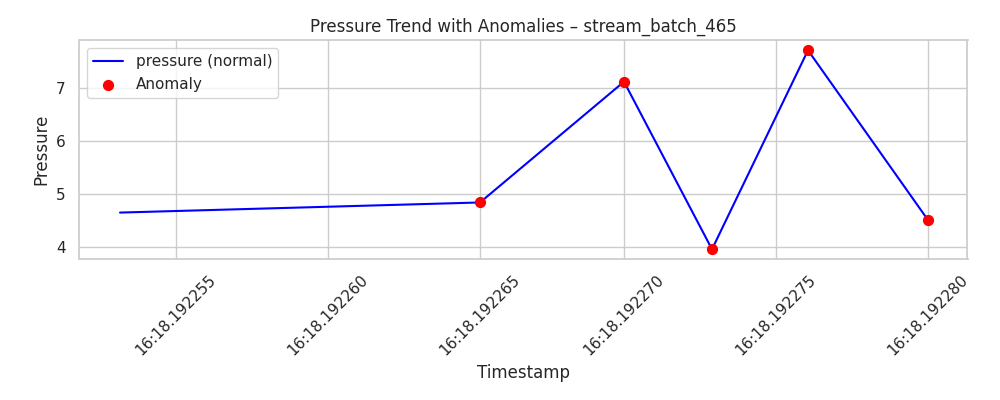 Pressure Trend with Anomalies – stream_batch_465
pressure (normal)
Anomaly
Pressure
7
6
5
4
16:18.192255
16:18.192260
16:18.192265
16:18.192270
16:18.192275
16:18.192280
Timestamp